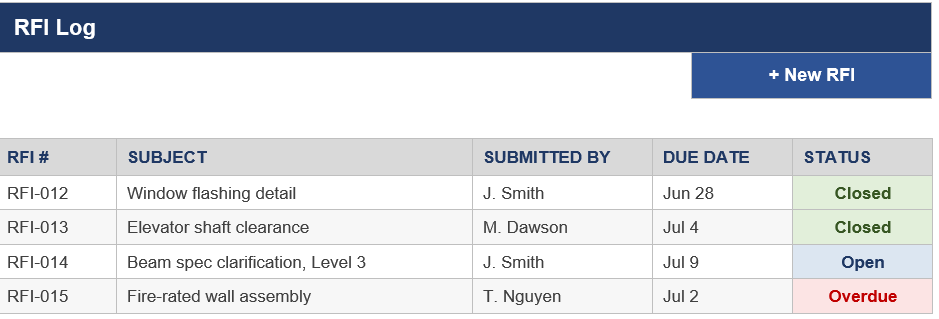 RFI Log
+ New RFI
RFI # SUBJECT SUBMITTED BY DUE DATE STATUS
RFI-012 Window flashing detail J. Smith Jun 28 Closed
RFI-013 Elevator shaft clearance M. Dawson Jul 4 Closed
RFI-014 Beam spec clarification, Level 3 J. Smith Jul 9 Open
RFI-015 Fire-rated wall assembly T. Nguyen Jul 2 Overdue